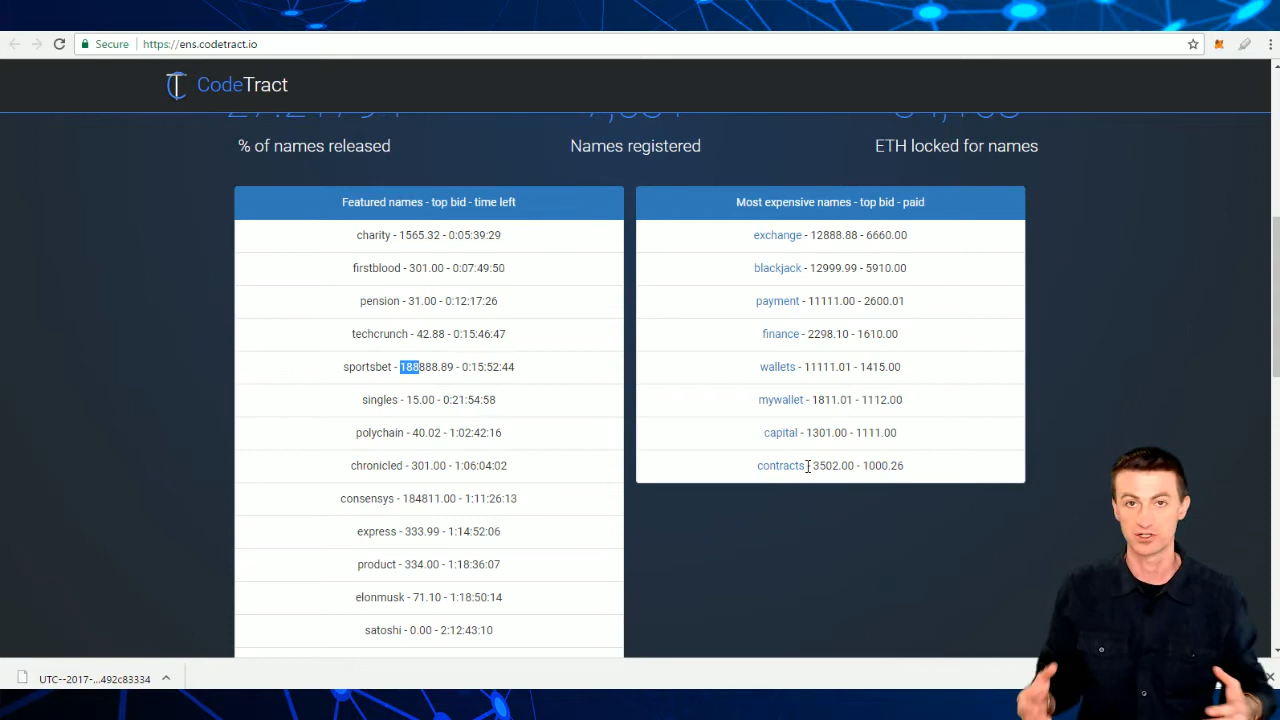 Secure https://ens.codetract.io
CodeTract
% of names released
Names registered
ETH locked for names
Featured names - top bid - time left
charity - 1565.32 - 0:05:39:29
firstblood - 301.00 - 0:07:49:50
pension - 31.00 - 0:12:17:26
techcrunch - 42.88 - 0:15:46:47
sportsbet - 188888.89 - 0:15:52:44
singles - 15.00 - 0:21:54:58
polychain - 40.02 - 1:02:42:16
chronicled - 301.00 - 1:06:04:02
consensys - 184811.00 - 1:11:26:13
express - 333.99 - 1:14:52:06
product - 334.00 - 1:18:36:07
elonmusk - 71.10 - 1:18:50:14
satoshi - 0.00 - 2:12:43:10
Most expensive names - top bid - paid
exchange - 12888.88 - 6660.00
blackjack - 12999.99 - 5910.00
payment - 11111.00 - 2600.01
finance - 2298.10 - 1610.00
wallets - 11111.01 - 1415.00
mywallet - 1811.01 - 1112.00
capital - 1301.00 - 1111.00
contracts - 3502.00 - 1000.26
UTC--2017-...492c83334